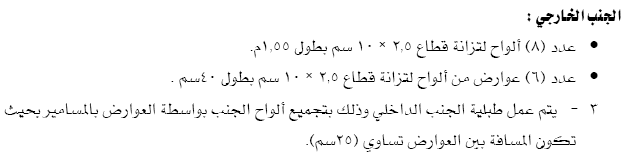 الجنب الخارجي :
● عدد (٨) ألواح لتزانة قطاع ٢,٥ × ١٠ سم بطول ١,٥٥م.
● عدد (٦) عوارض من ألواح لتزانة قطاع ٢,٥ × ١٠ سم بطول ٤٠سم .
٣ - يتم عمل طبلية الجنب الداخلي وذلك بتجميع ألواح الجنب بواسطة العوارض بالمسامير بحيث
تكون المسافة بين العوارض تساوي (٢٥سم).